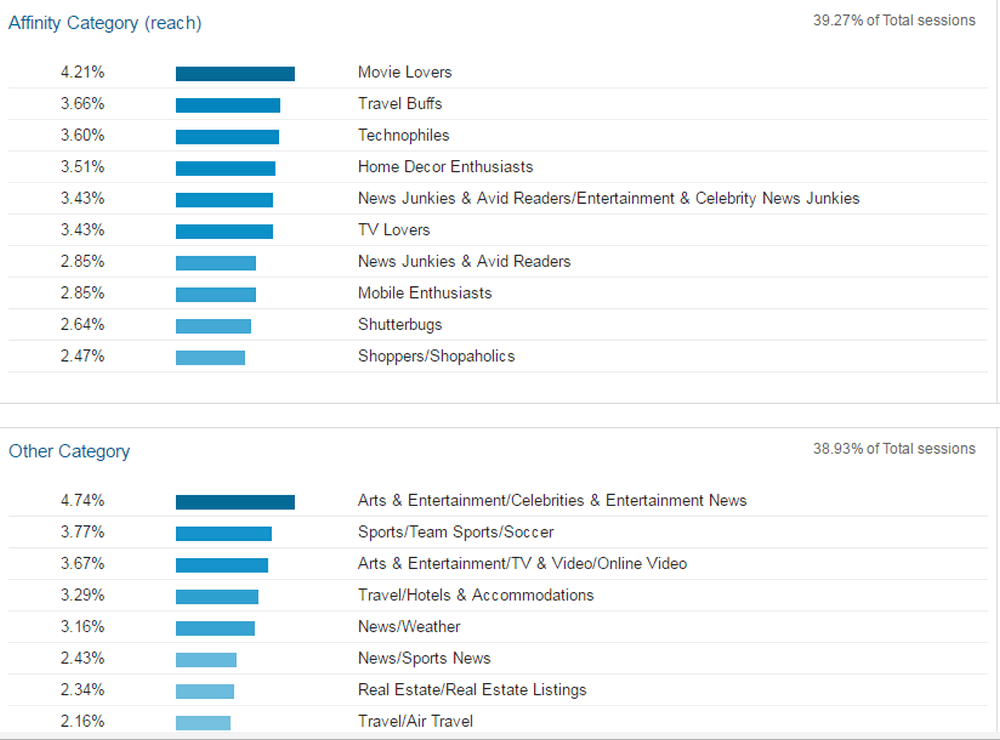 Affinity Category (reach) 39.27% of Total sessions
4.21% Movie Lovers
3.66% Travel Buffs
3.60% Technophiles
3.51% Home Decor Enthusiasts
3.43% News Junkies & Avid Readers/Entertainment & Celebrity News Junkies
3.43% TV Lovers
2.85% News Junkies & Avid Readers
2.85% Mobile Enthusiasts
2.64% Shutterbugs
2.47% Shoppers/Shopaholics
Other Category 38.93% of Total sessions
4.74% Arts & Entertainment/Celebrities & Entertainment News
3.77% Sports/Team Sports/Soccer
3.67% Arts & Entertainment/TV & Video/Online Video
3.29% Travel/Hotels & Accommodations
3.16% News/Weather
2.43% News/Sports News
2.34% Real Estate/Real Estate Listings
2.16% Travel/Air Travel